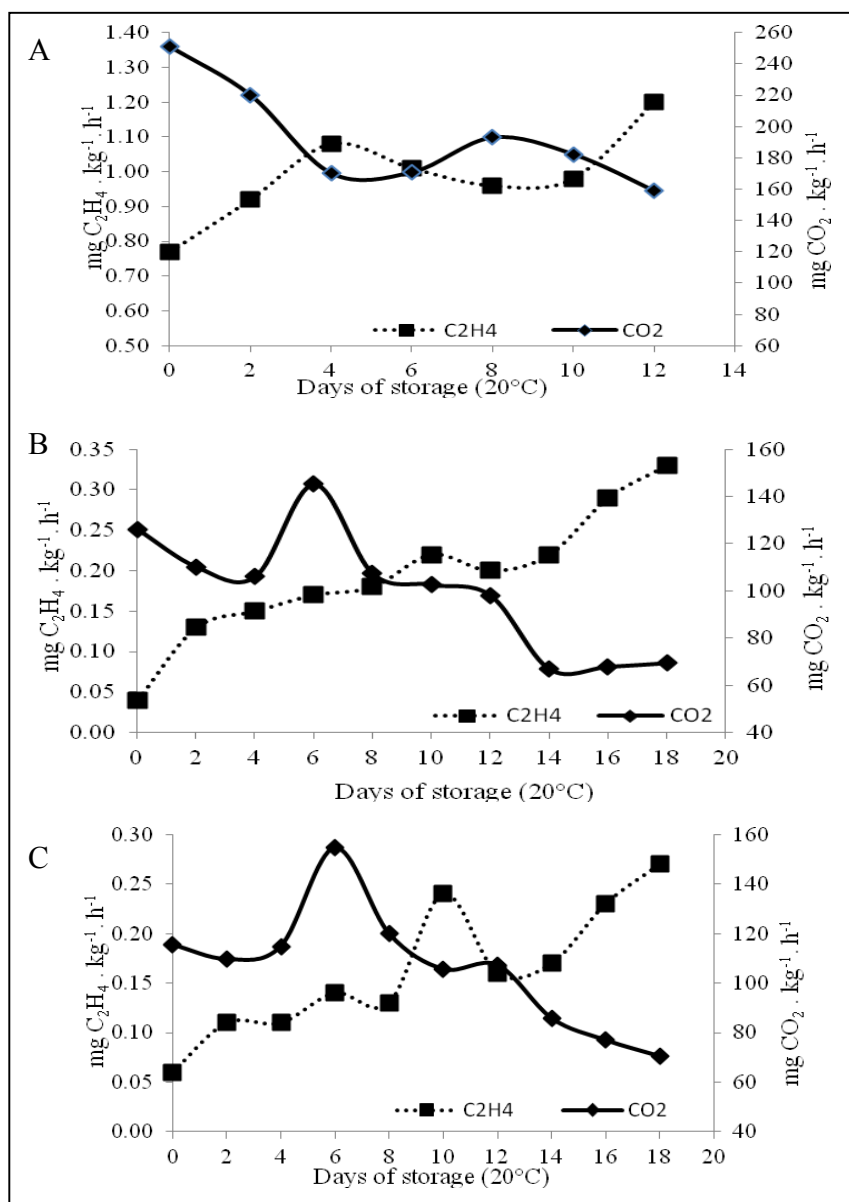 A
1.40
1.30
1.20
1.10
1.00
0.90
0.80
0.70
0.60
0.50
mg C₂H₄ . kg⁻¹. h⁻¹
260
240
220
200
180
160
140
120
100
80
60
mg CO₂ . kg⁻¹. h⁻¹
C2H4 CO2
0 2 4 6 8 10 12 14
Days of storage (20°C)
B
0.35
0.30
0.25
0.20
0.15
0.10
0.05
0.00
mg C₂H₄ . kg⁻¹. h⁻¹
160
140
120
100
80
60
40
mg CO₂ . kg⁻¹. h⁻¹
C2H4 CO2
0 2 4 6 8 10 12 14 16 18 20
Days of storage (20°C)
C
0.30
0.25
0.20
0.15
0.10
0.05
0.00
mg C₂H₄ . kg⁻¹. h⁻¹
160
140
120
100
80
60
40
mg CO₂ . kg⁻¹. h⁻¹
C2H4 CO2
0 2 4 6 8 10 12 14 16 18 20
Days of storage (20°C)